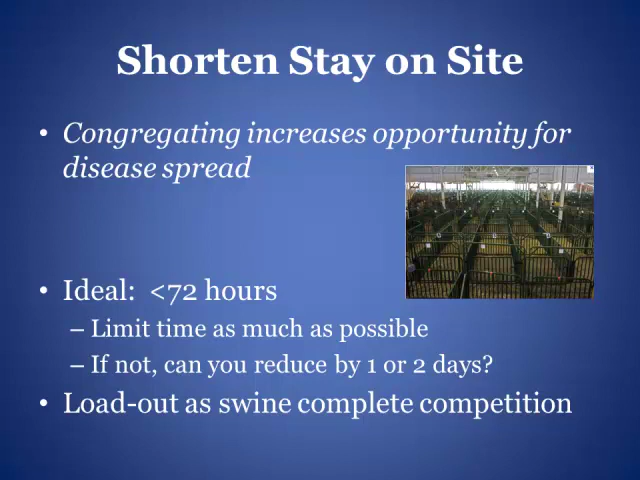 Shorten Stay on Site
• Congregating increases opportunity for
disease spread
• Ideal: <72 hours
– Limit time as much as possible
– If not, can you reduce by 1 or 2 days?
• Load-out as swine complete competition